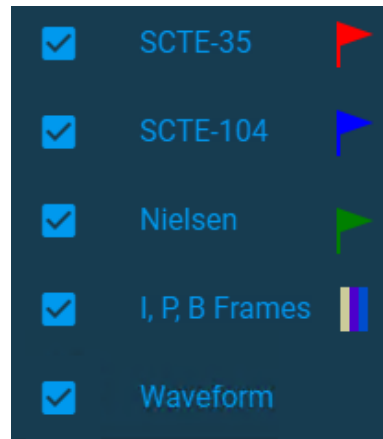 SCTE-35
SCTE-104
Nielsen
I, P, B Frames
Waveform